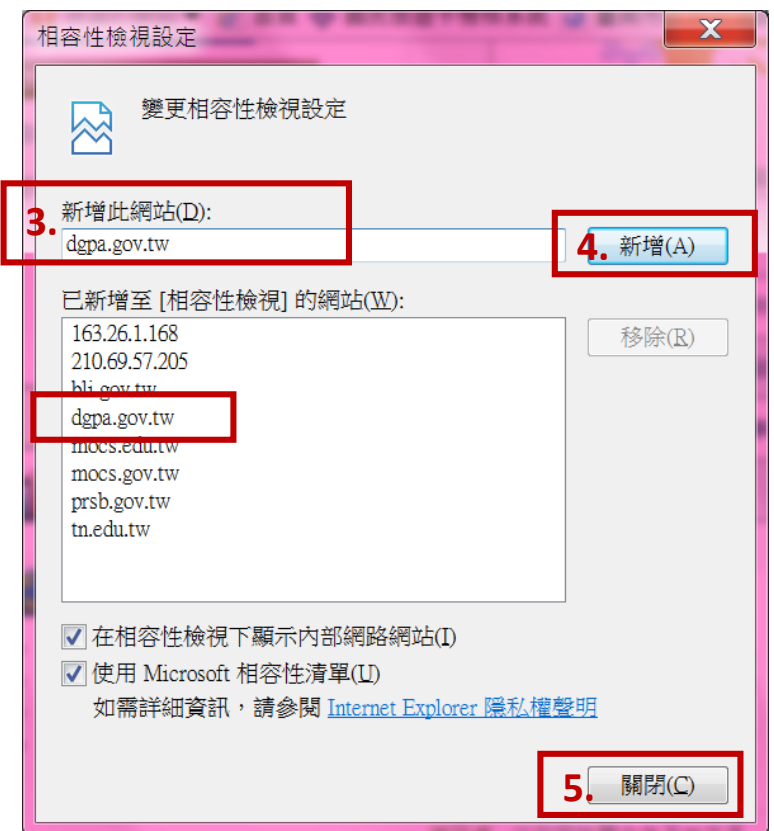 相容性檢視設定
變更相容性檢視設定
3. 新增此網站(D):
dgpa.gov.tw
4. 新增(A)
已新增至 [相容性檢視] 的網站(W):
163.26.1.168
移除(R)
210.69.57.205
bli.gov.tw
dgpa.gov.tw
mocs.edu.tw
mocs.gov.tw
prsb.gov.tw
tn.edu.tw
在相容性檢視下顯示內部網路網站(I)
使用 Microsoft 相容性清單(U)
如需詳細資訊，請參閱 Internet Explorer 隱私權聲明
5. 關閉(C)